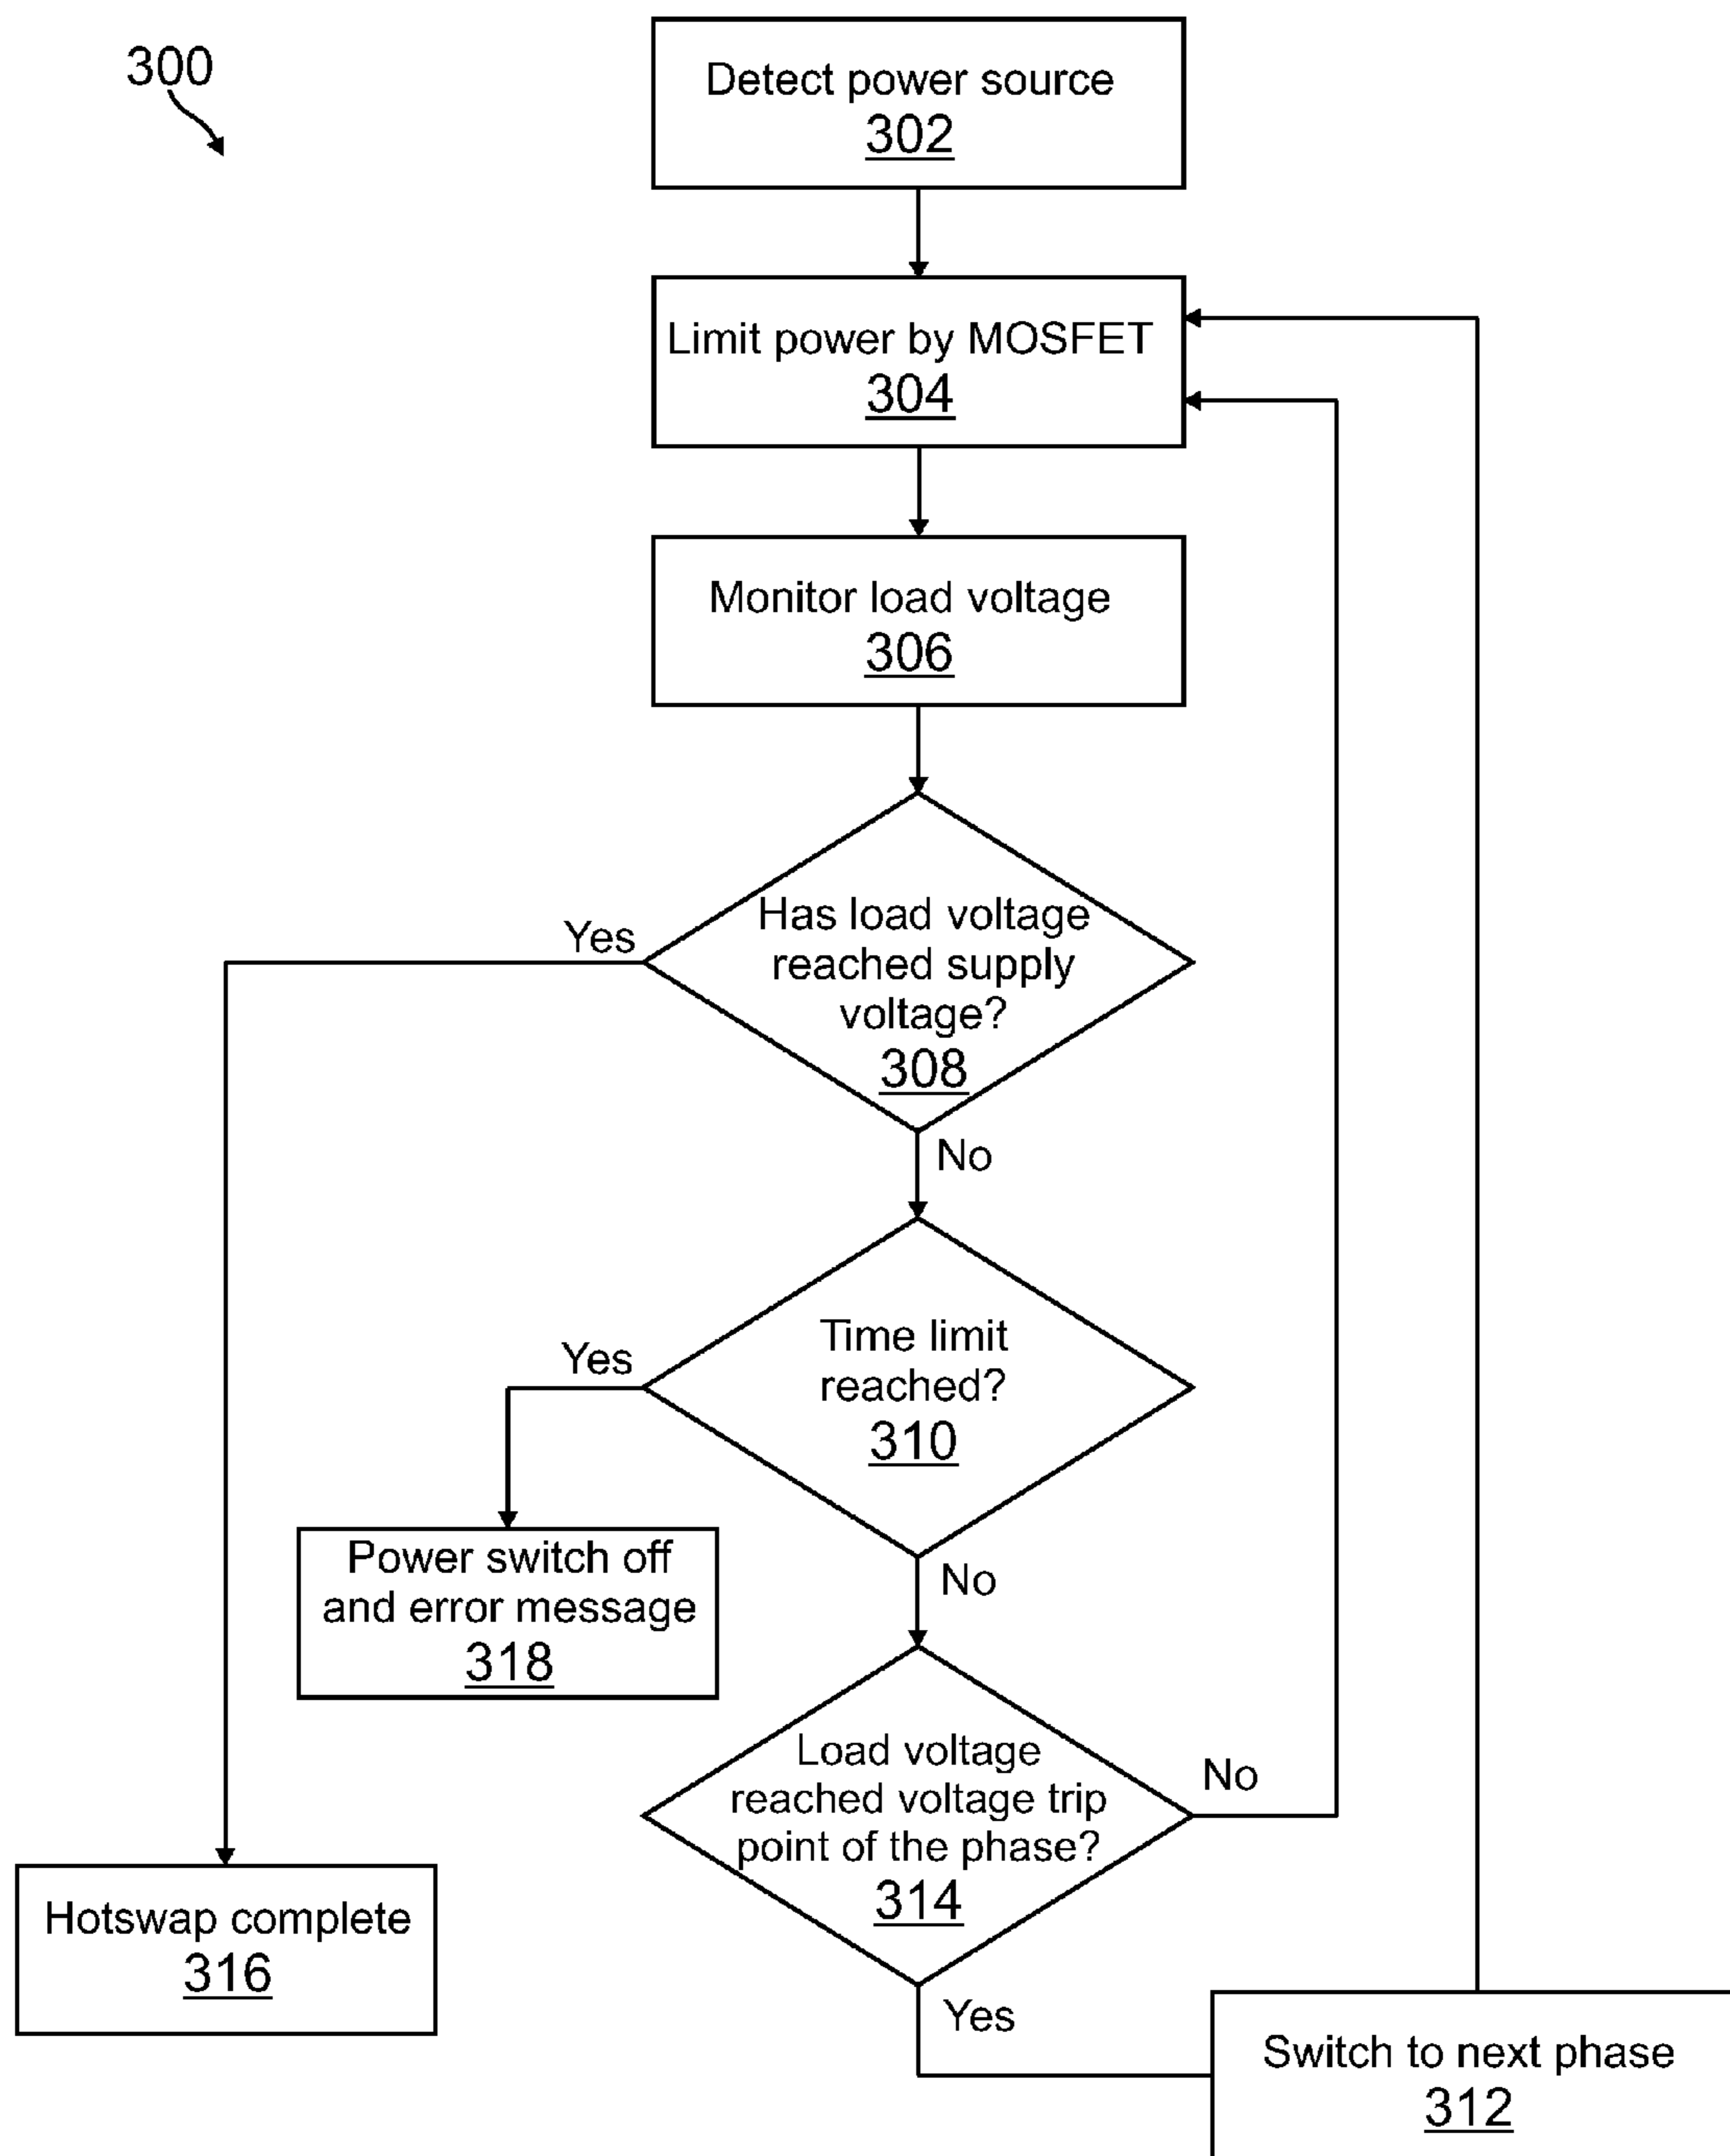 300
Detect power source
302
Limit power by MOSFET
304
Monitor load voltage
306
Has load voltage
reached supply
voltage?
308
Yes
No
Time limit
reached?
310
Yes
No
Power switch off
and error message
318
Load voltage
reached voltage trip
point of the phase?
314
No
Yes
Hotswap complete
316
Switch to next phase
312